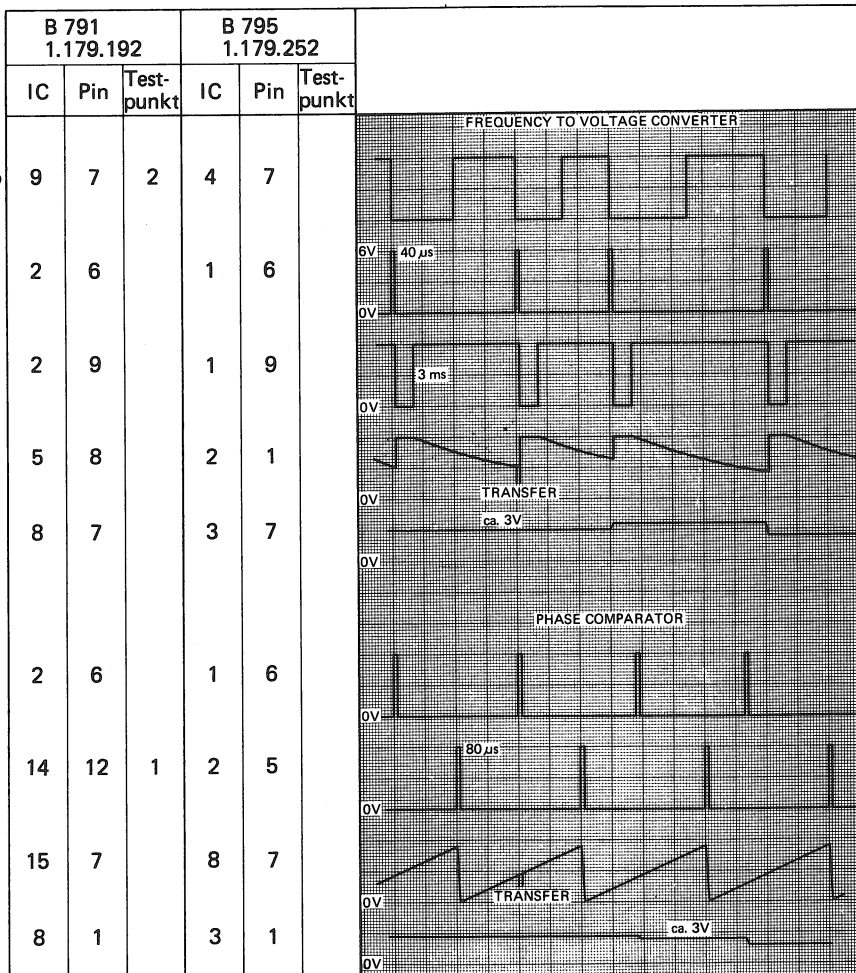 B 791 B 795
1.179.192 1.179.252
IC Pin Test-punkt IC Pin Test-punkt
FREQUENCY TO VOLTAGE CONVERTER
9 7 2 4 7
6V 40 µs
2 6 1 6
0V
2 9 1 9
3 ms
0V
5 8 2 1
TRANSFER
0V
ca. 3V
8 7 3 7
0V
PHASE COMPARATOR
2 6 1 6
0V
80 µs
14 12 1 2 5
0V
15 7 8 7
TRANSFER
0V
ca. 3V
8 1 3 1
0V